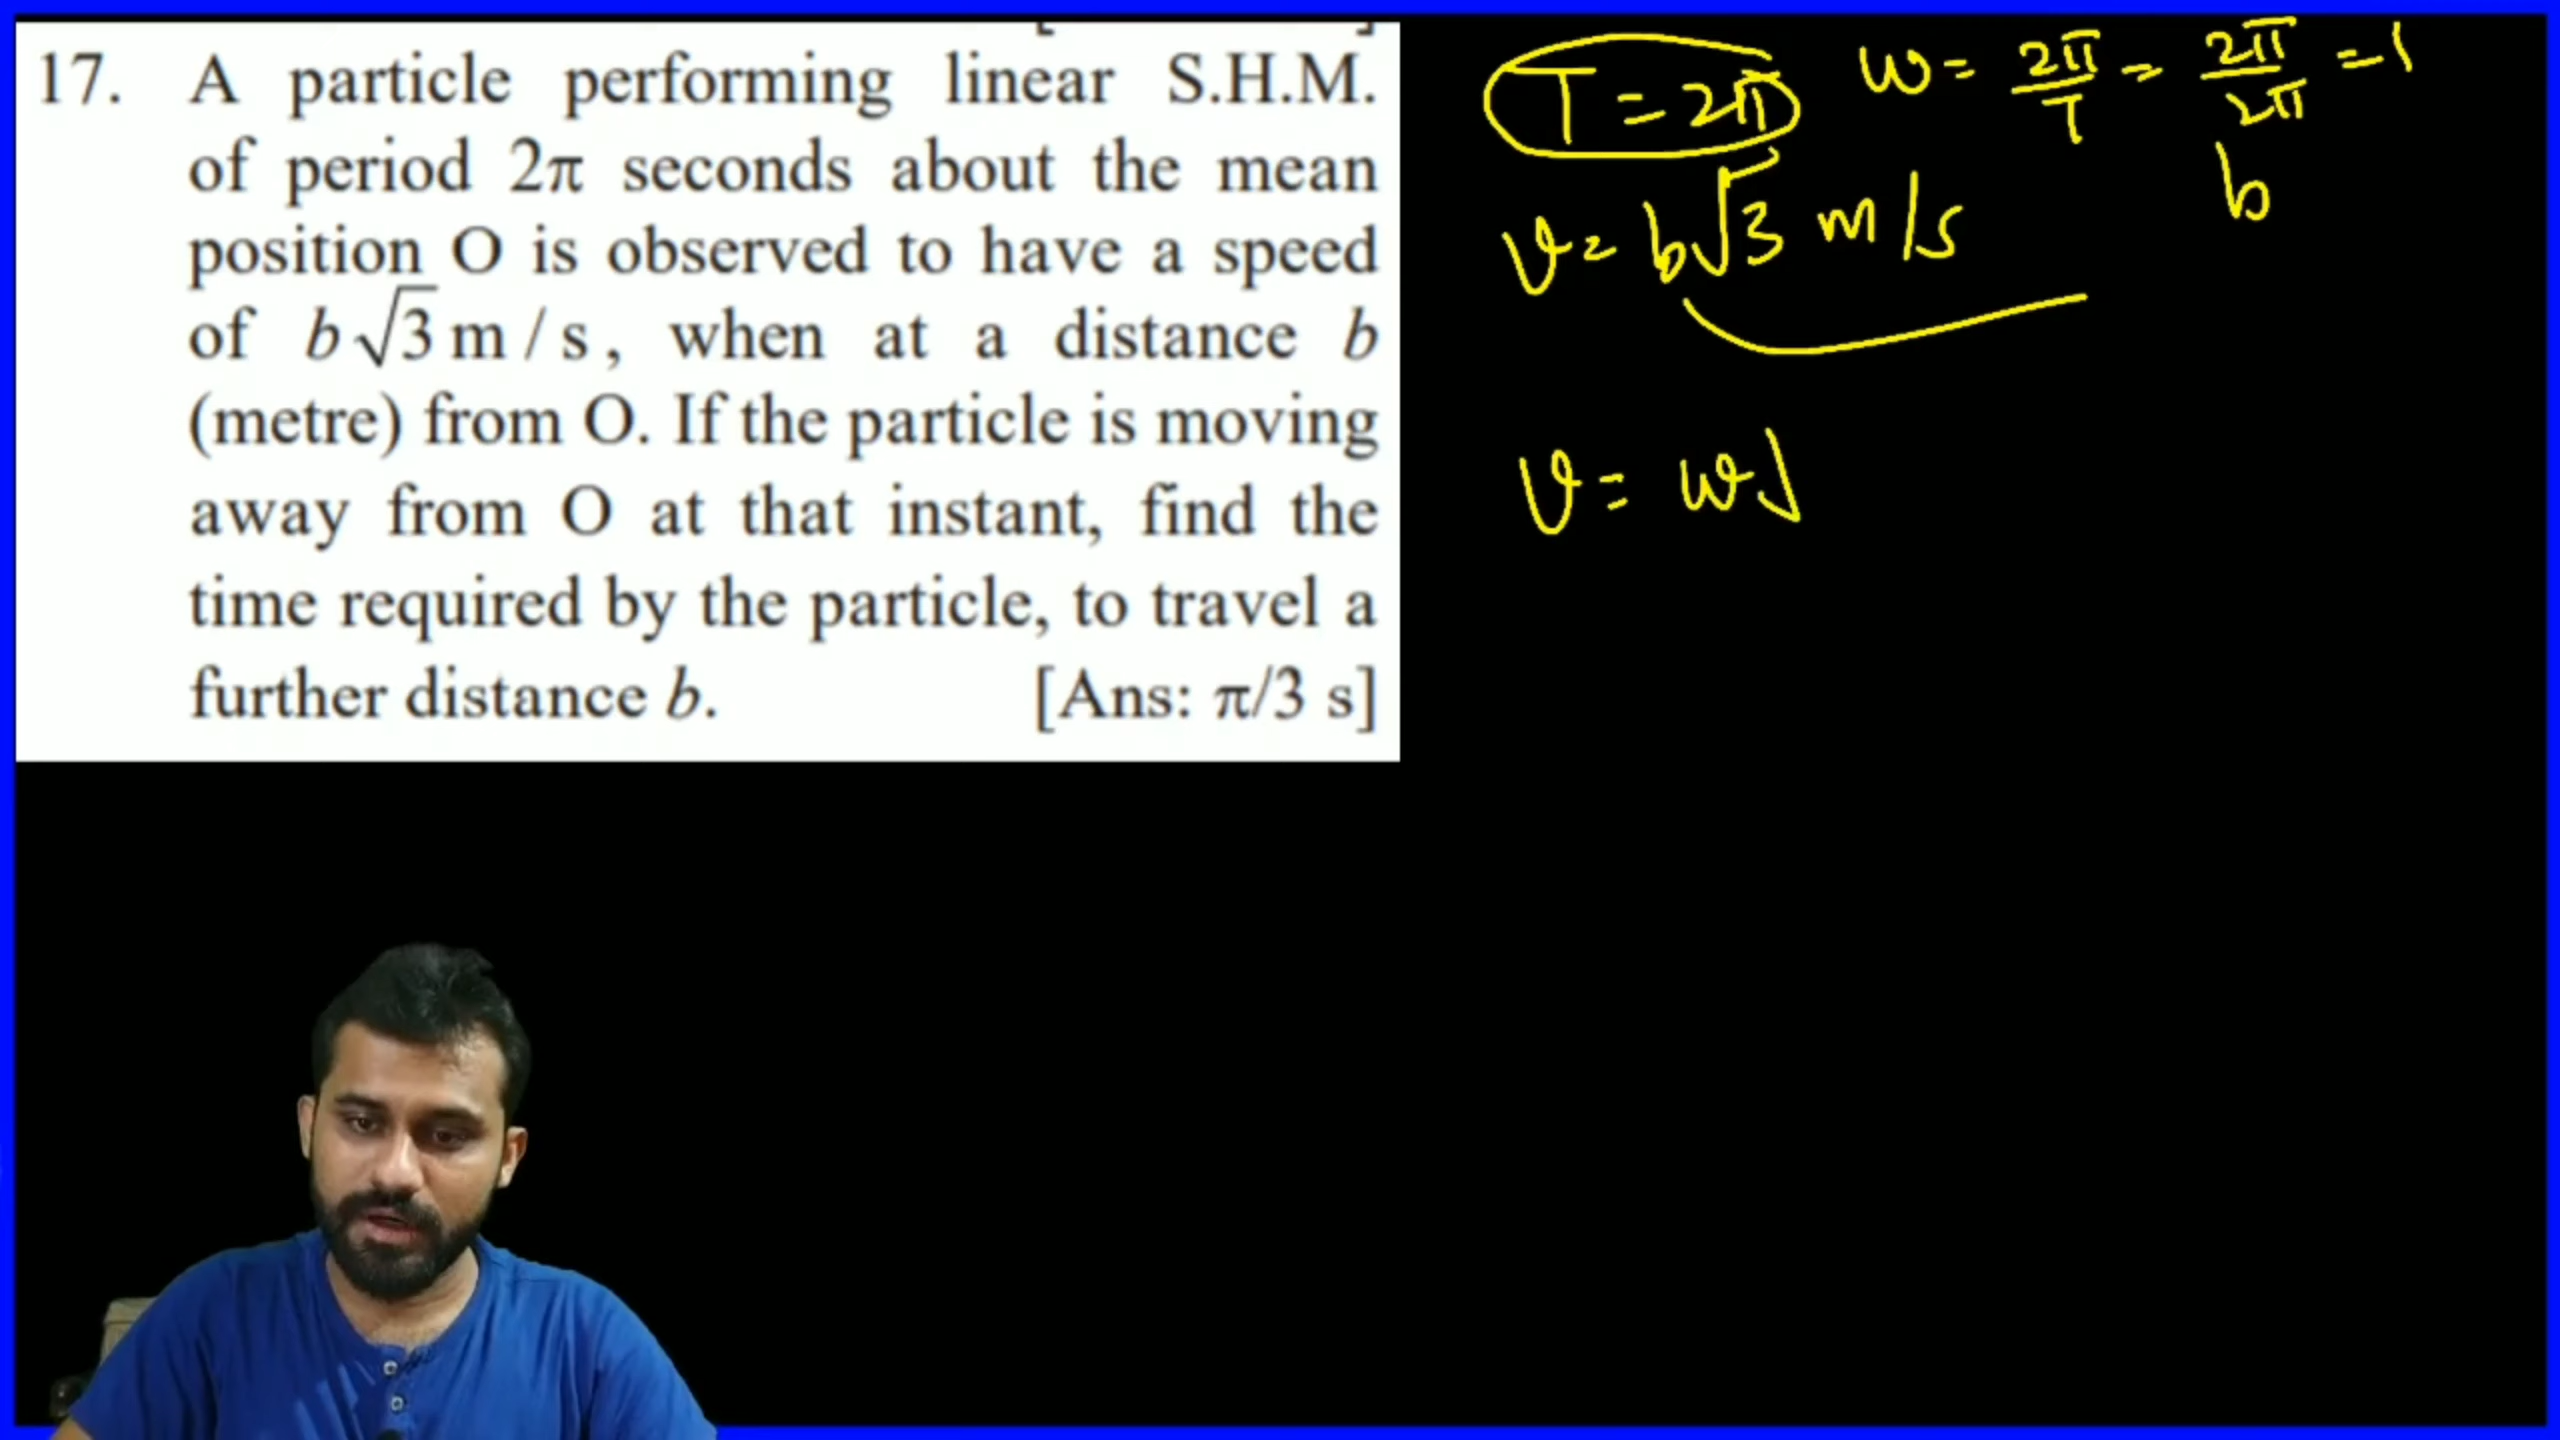 17. A particle performing linear S.H.M.
of period 2π seconds about the mean
position O is observed to have a speed
of b√3 m / s, when at a distance b
(metre) from O. If the particle is moving
away from O at that instant, find the
time required by the particle, to travel a
further distance b. [Ans: π/3 s]
T = 2π
ω = 2π/T = 2π/2π = 1
b
v = b√3 m/s
v = ω√